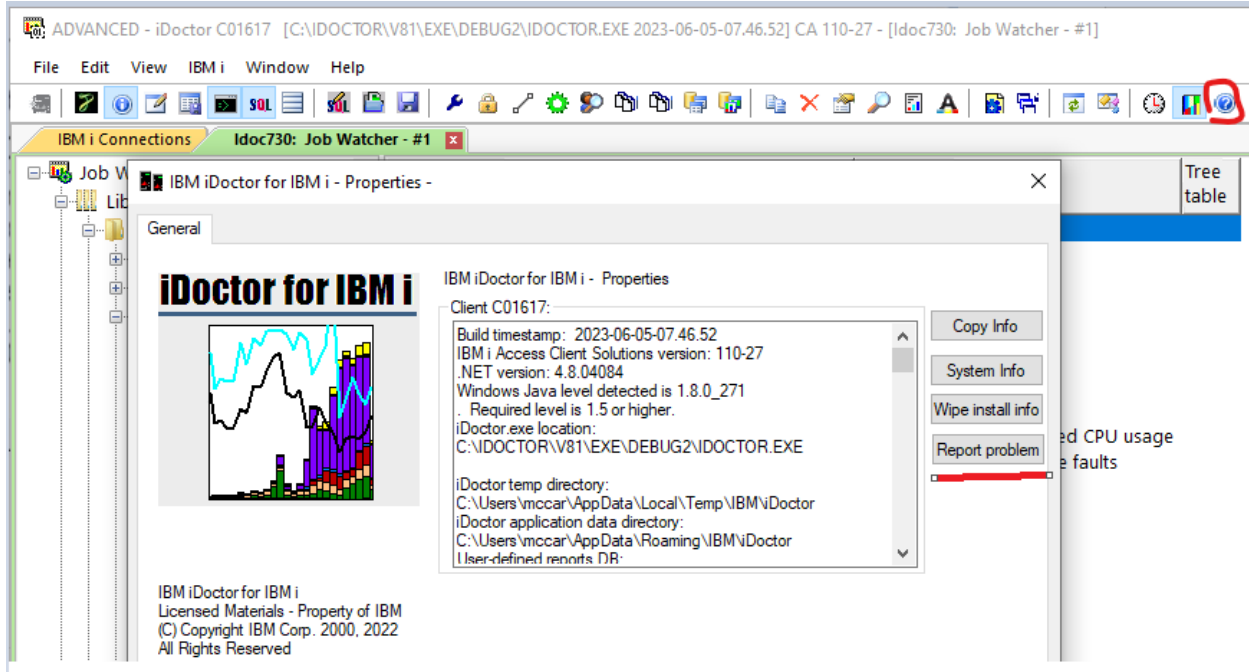 ADVANCED - iDoctor C01617 [C:\IDOCTOR\V81\EXE\DEBUG2\IDOCTOR.EXE 2023-06-05-07.46.52] CA 110-27 - [Idoc730: Job Watcher - #1]
File Edit View IBM i Window Help
SQL SQL
IBM i Connections Idoc730: Job Watcher - #1
Job W
Lib
Tree
table
IBM iDoctor for IBM i - Properties -
General
iDoctor for IBM i
IBM iDoctor for IBM i - Properties
Client C01617:
Build timestamp: 2023-06-05-07.46.52
IBM i Access Client Solutions version: 110-27
.NET version: 4.8.04084
Windows Java level detected is 1.8.0_271
. Required level is 1.5 or higher.
iDoctor.exe location:
C:\IDOCTOR\V81\EXE\DEBUG2\IDOCTOR.EXE
iDoctor temp directory:
C:\Users\mccar\AppData\Local\Temp\IBM\iDoctor
iDoctor application data directory:
C:\Users\mccar\AppData\Roaming\IBM\iDoctor
User-defined reports DB:
Copy Info
System Info
Wipe install info
Report problem
ed CPU usage
e faults
IBM iDoctor for IBM i
Licensed Materials - Property of IBM
(C) Copyright IBM Corp. 2000, 2022
All Rights Reserved